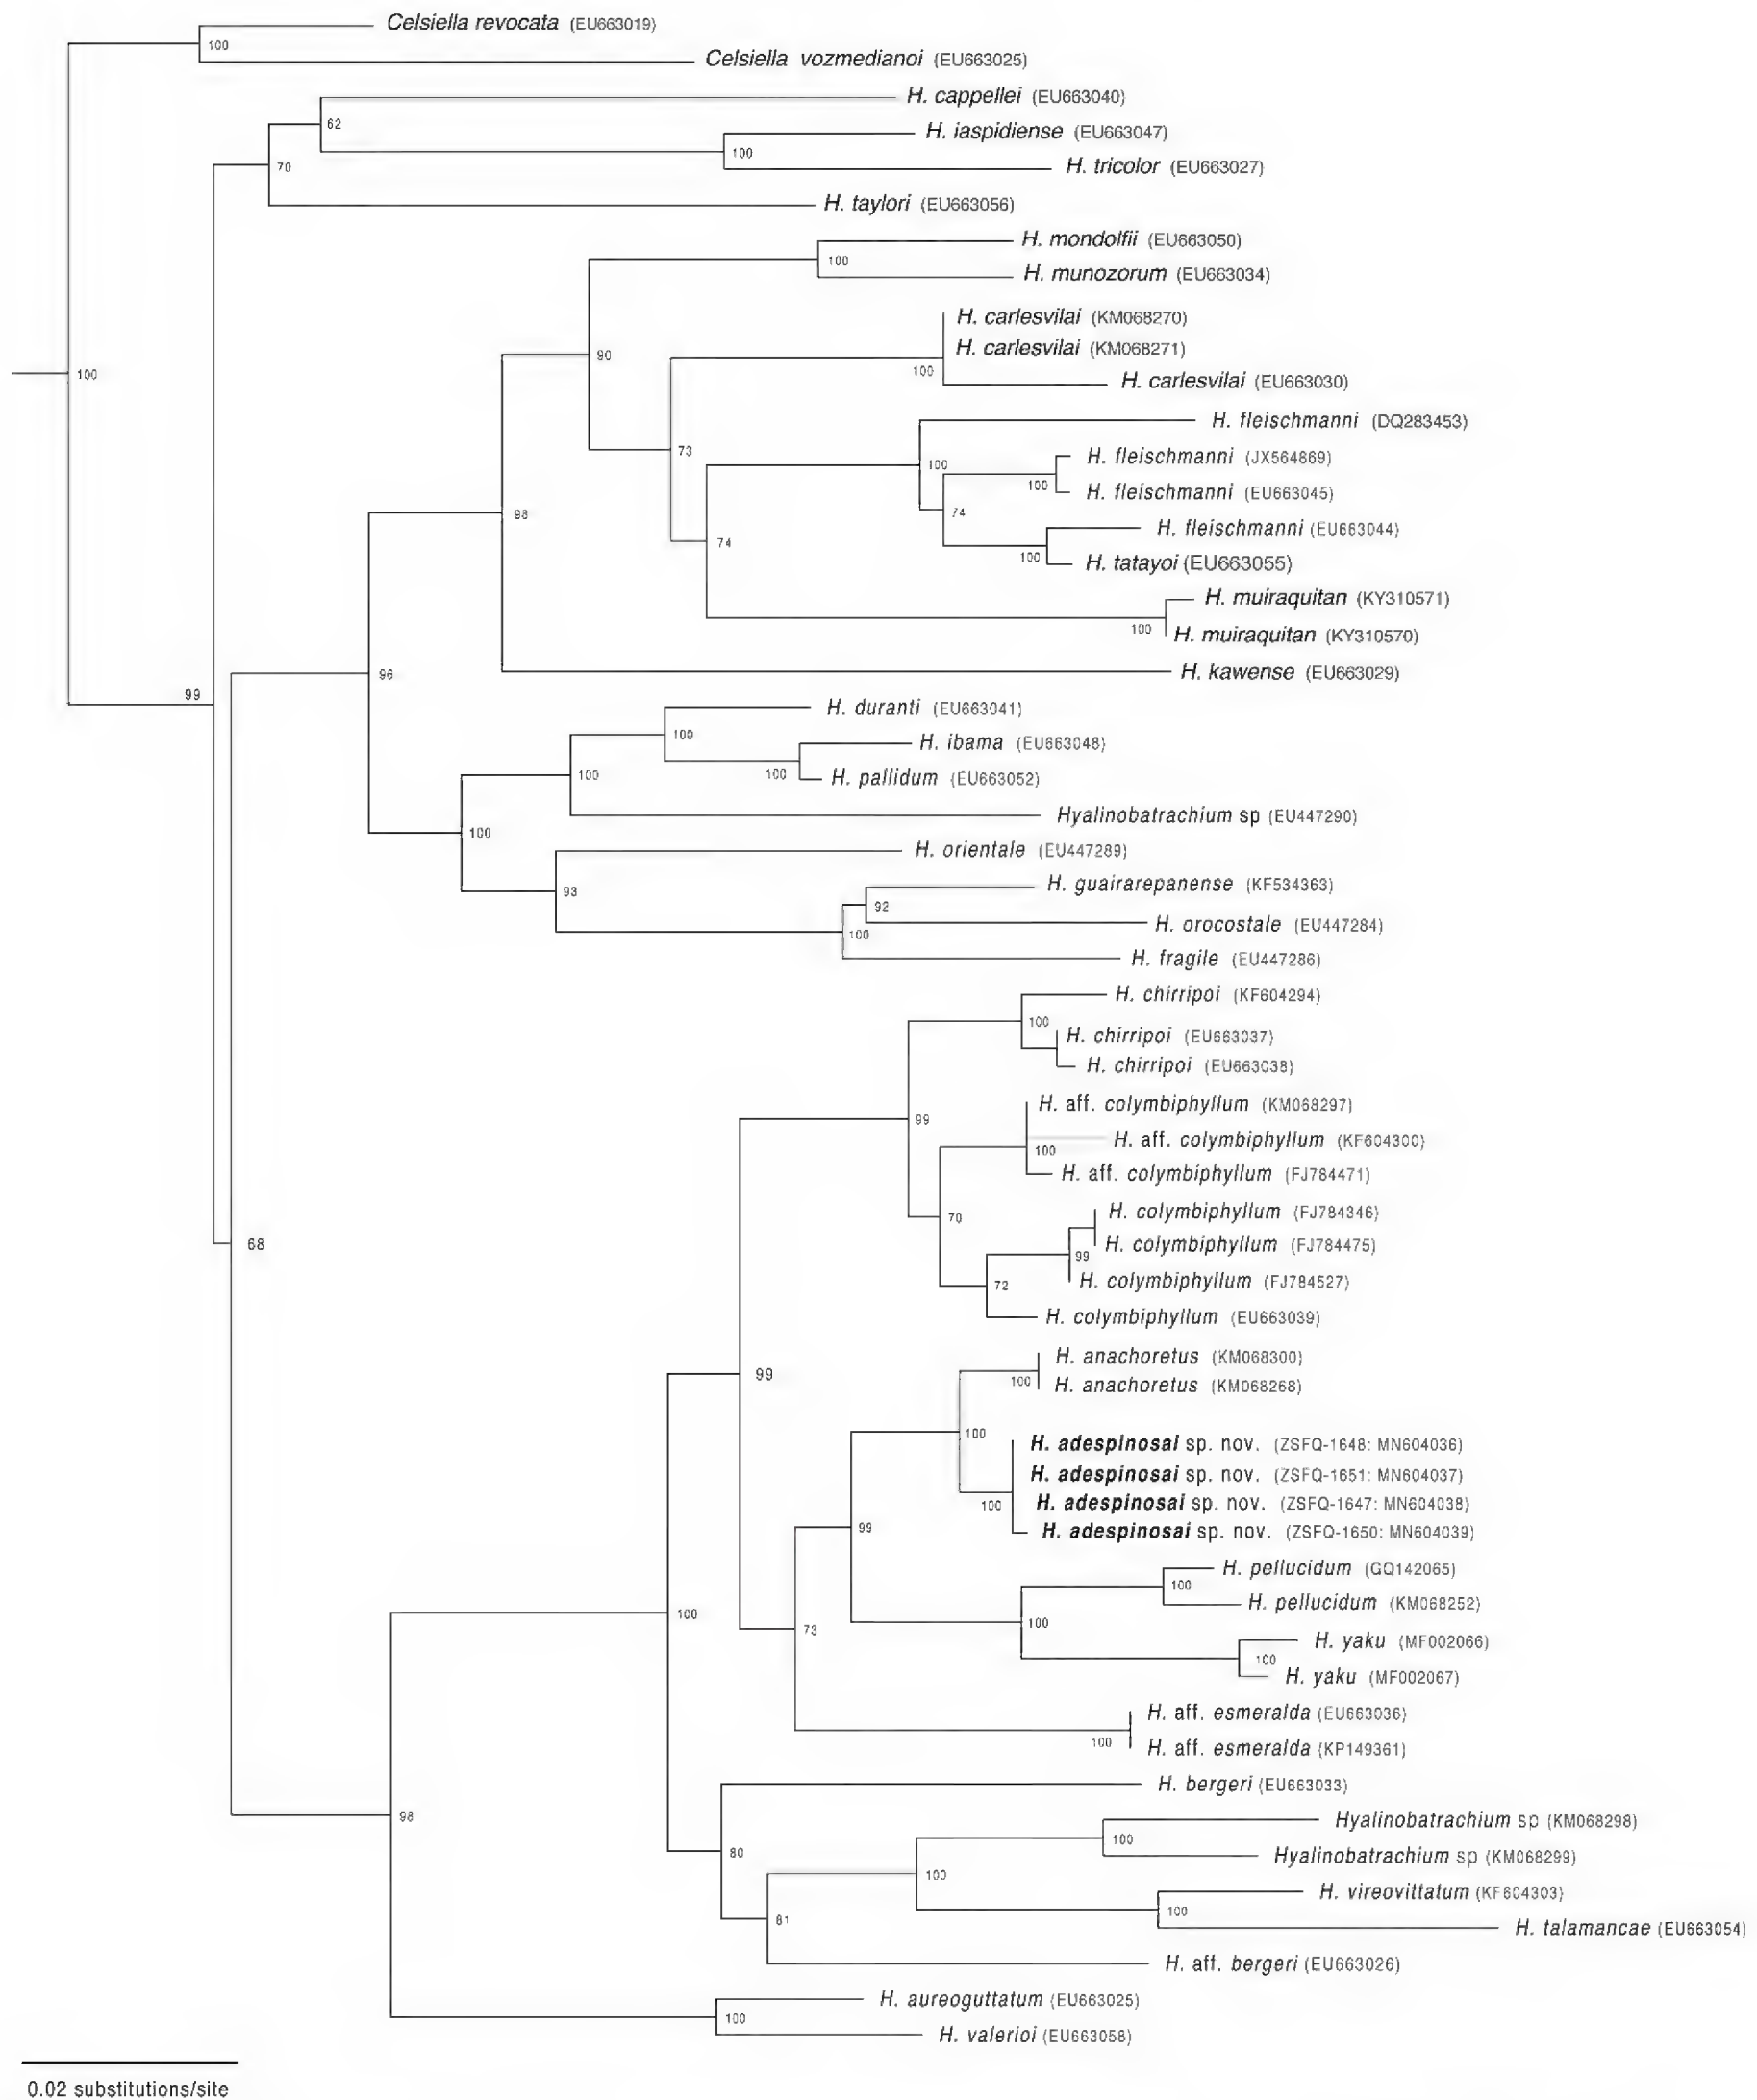 Celsiella revocata (EU663019)
100
Celsiella vozmedianoi (EU663025)
H. cappellei (EU663040)
62
H. iaspidiense (EU663047)
100
H. tricolor (EU663027)
70
H. taylori (EU663056)
H. mondolfii (EU663050)
100
H. munozorum (EU663034)
H. carlesvilai (KM068270)
H. carlesvilai (KM068271)
90
100
100
H. carlesvilai (EU663030)
H. fleischmanni (DQ283453)
73
H. fleischmanni (JX564869)
100
100
H. fleischmanni (EU663045)
98
74
H. fleischmanni (EU663044)
74
100
H. tatayoi (EU663055)
H. muiraquitan (KY310571)
100
H. muiraquitan (KY310570)
96
H. kawense (EU663029)
99
H. duranti (EU663041)
100
H. ibama (EU663048)
100
100
H. pallidum (EU663052)
Hyalinobatrachium sp (EU447290)
100
H. orientale (EU447289)
93
H. guairarepanense (KF534363)
92
H. orocostale (EU447284)
100
H. fragile (EU447286)
H. chirripoi (KF604294)
100
H. chirripoi (EU663037)
H. chirripoi (EU663038)
H. aff. colymbiphyllum (KM068297)
99
H. aff. colymbiphyllum (KF604300)
100
H. aff. colymbiphyllum (FJ784471)
70
H. colymbiphyllum (FJ784346)
68
H. colymbiphyllum (FJ784475)
99
H. colymbiphyllum (FJ784527)
72
H. colymbiphyllum (EU663039)
H. anachoretus (KM068300)
99
100
H. anachoretus (KM068268)
100
H. adespinosai sp. nov. (ZSFQ-1648: MN604036)
H. adespinosai sp. nov. (ZSFQ-1651: MN604037)
100
H. adespinosai sp. nov. (ZSFQ-1647: MN604038)
99
H. adespinosai sp. nov. (ZSFQ-1650: MN604039)
H. pellucidum (GQ142065)
100
H. pellucidum (KM068252)
100
100
73
H. yaku (MF002066)
100
H. yaku (MF002067)
H. aff. esmeralda (EU663036)
100
H. aff. esmeralda (KP149361)
H. bergeri (EU663033)
98
Hyalinobatrachium sp (KM068298)
100
80
Hyalinobatrachium sp (KM068299)
100
H. vireovittatum (KF604303)
100
81
H. talamancae (EU663054)
H. aff. bergeri (EU663026)
H. aureoguttatum (EU663025)
100
H. valerioi (EU663058)
0.02 substitutions/site